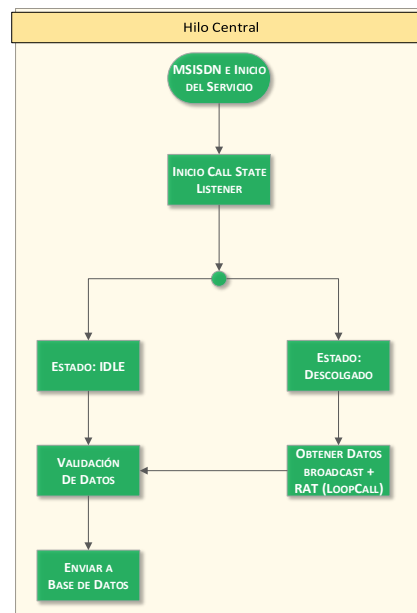 Hilo Central
MSISDN e Inicio
del Servicio
Inicio Call State
Listener
Estado: IDLE
Estado:
Descolgado
Validación
De Datos
Obtener Datos
broadcast +
RAT (LoopCall)
Enviar a
Base de Datos